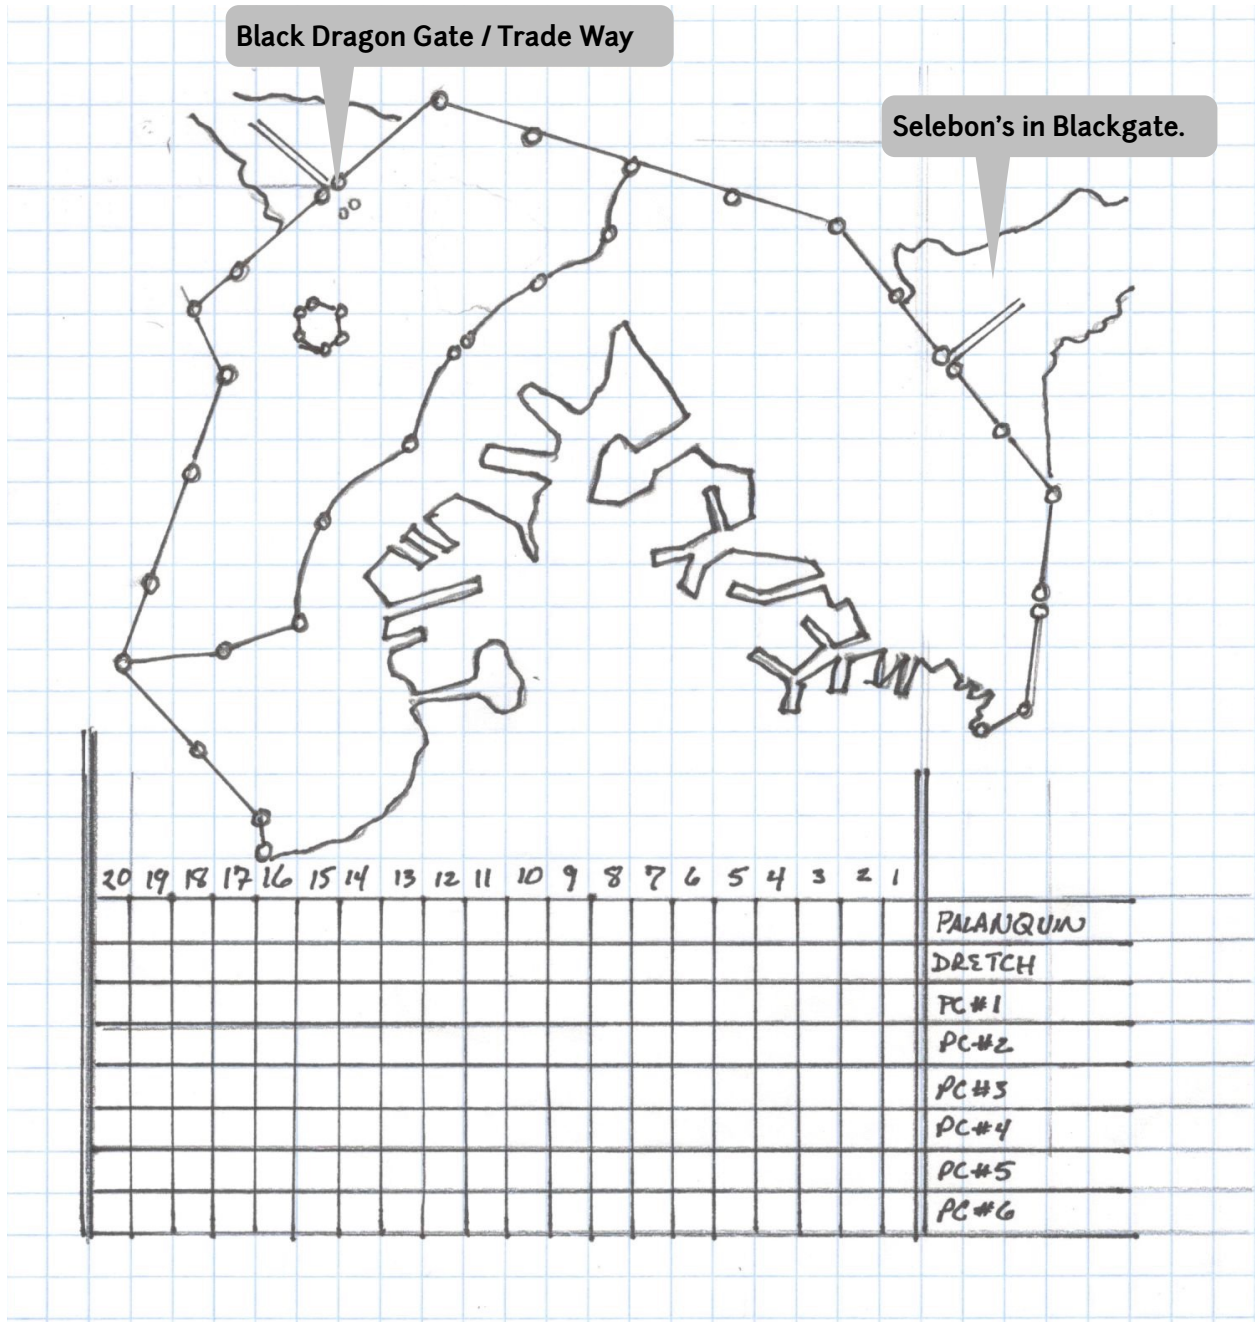 Black Dragon Gate / Trade Way
Selebon’s in Blackgate.
20 19 18 17 16 15 14 13 12 11 10 9 8 7 6 5 4 3 2 1
PALANQUIN
DRETCH
PC#1
PC#2
PC#3
PC#4
PC#5
PC#6